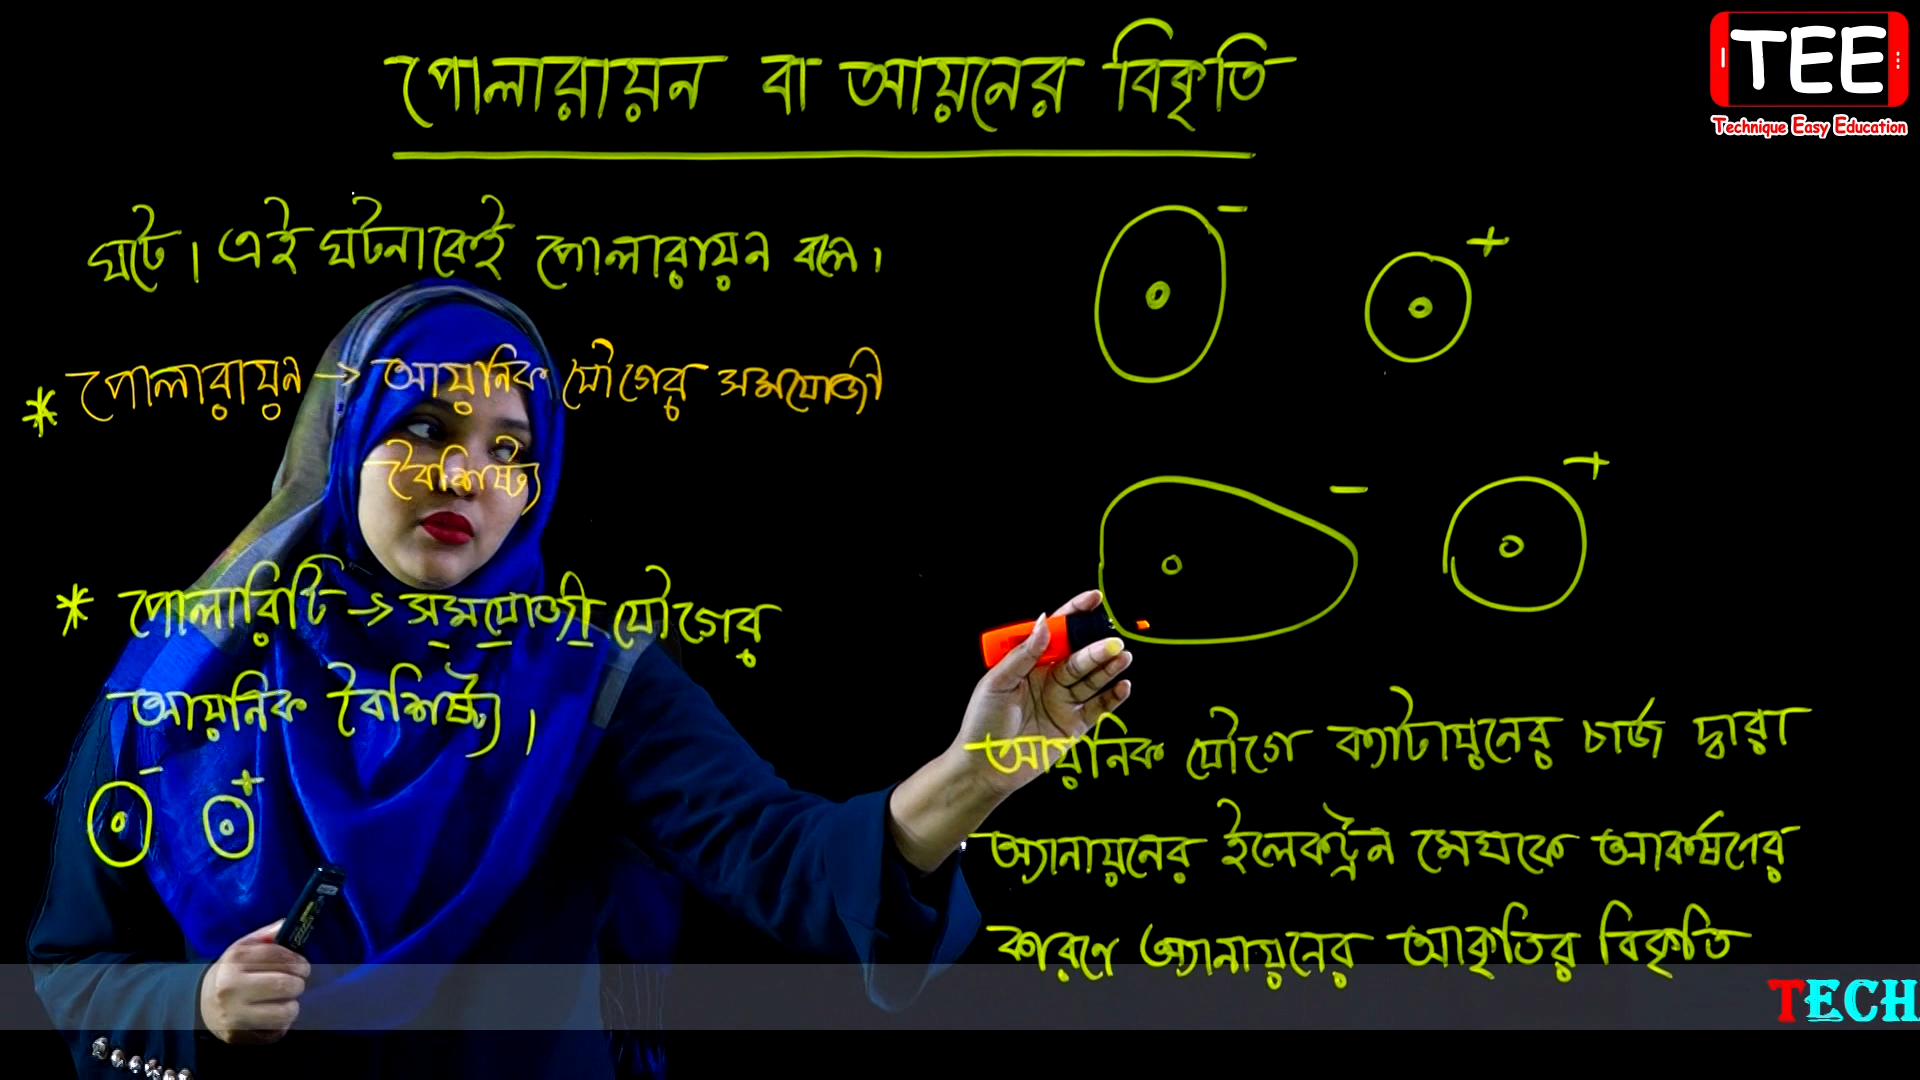 পোলারায়ন বা আয়নের বিকৃতি
TEE
Technique Easy Education
ঘটে। এই ঘটনাকেই পোলারায়ন বলে।
* পোলারায়ন → আয়নিক যৌগের সমযোজী
বৈশিষ্ট্য
* পোলারিটি → সমযোজী যৌগের
আয়নিক বৈশিষ্ট্য।
- +
- +
- +
আয়নিক যৌগে ক্যাটায়নের চার্জ দ্বারা
অ্যানায়নের ইলেকট্রন মেঘকে আকর্ষণের
কারণে অ্যানায়নের আকৃতির বিকৃতি
TECH